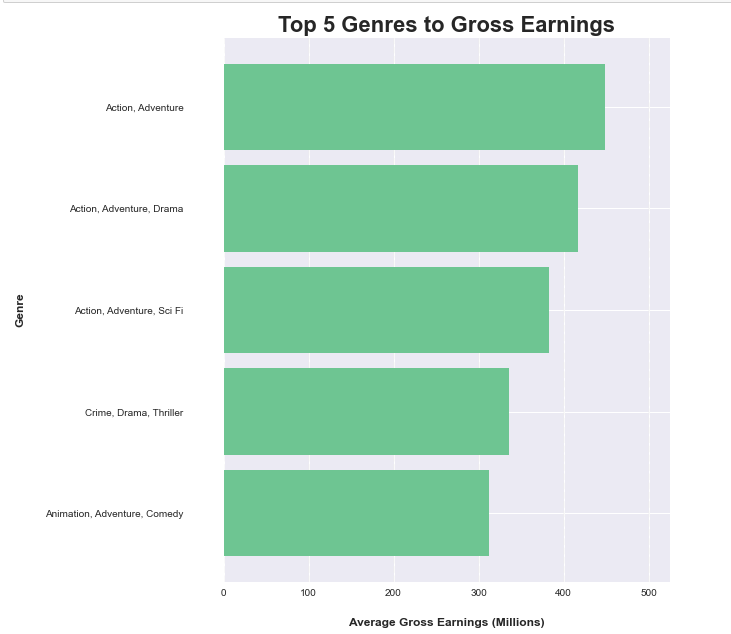 Top 5 Genres to Gross Earnings
Action, Adventure
Action, Adventure, Drama
Action, Adventure, Sci Fi
Genre
Crime, Drama, Thriller
Animation, Adventure, Comedy
0 100 200 300 400 500
Average Gross Earnings (Millions)